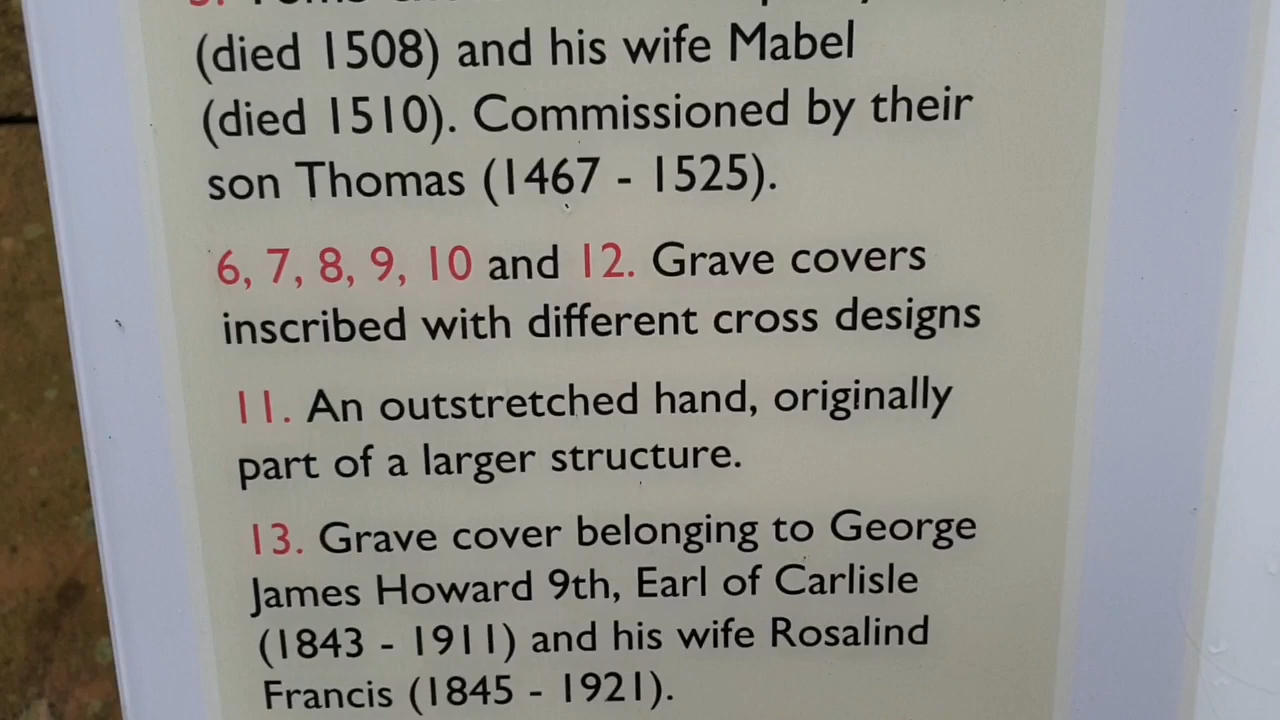 (died 1508) and his wife Mabel
(died 1510). Commissioned by their
son Thomas (1467 - 1525).
6, 7, 8, 9, 10 and 12. Grave covers
inscribed with different cross designs
11. An outstretched hand, originally
part of a larger structure.
13. Grave cover belonging to George
James Howard 9th, Earl of Carlisle
(1843 - 1911) and his wife Rosalind
Francis (1845 - 1921).